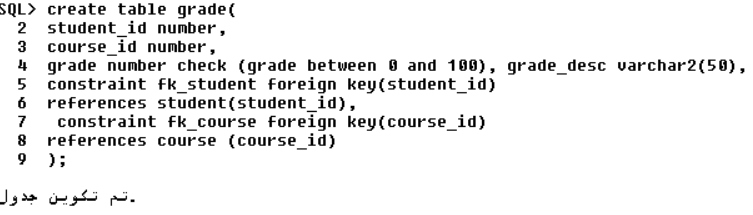 SQL> create table grade(
2 student_id number,
3 course_id number,
4 grade number check (grade between 0 and 100), grade_desc varchar2(50),
5 constraint fk_student foreign key(student_id)
6 references student(student_id),
7 constraint fk_course foreign key(course_id)
8 references course (course_id)
9 );
تم تكوين جدول.